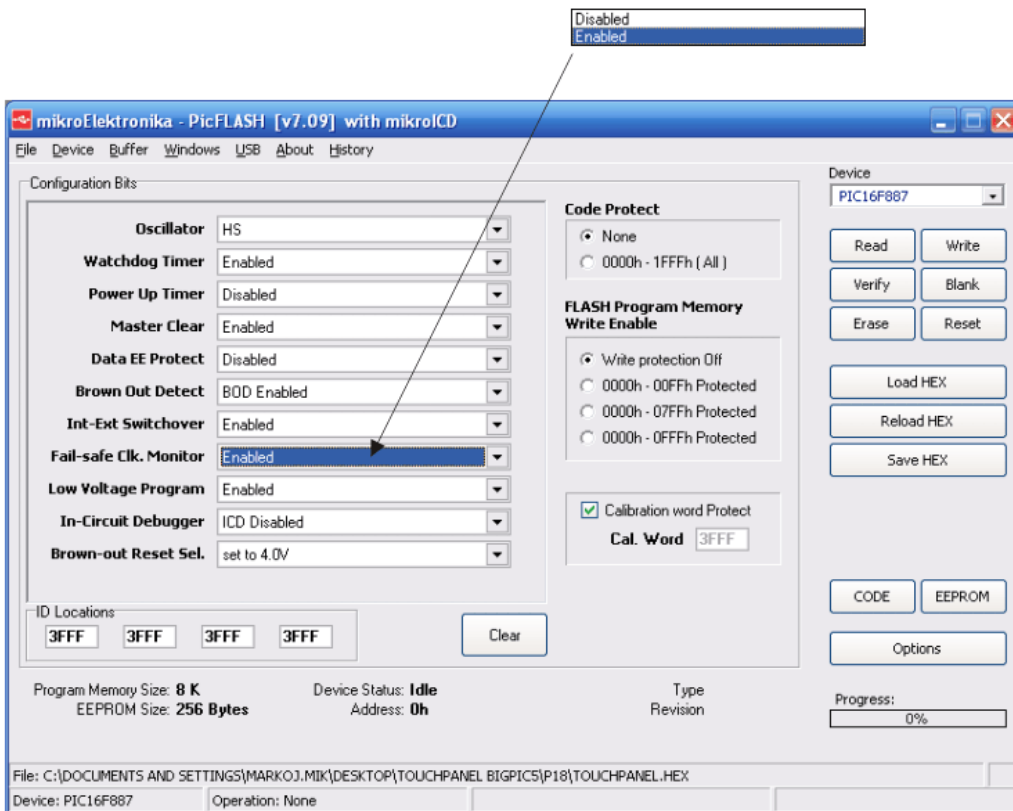 Disabled
Enabled
mikroElektronika - PicFLASH [v7.09] with mikroICD
File Device Buffer Windows USB About History
Configuration Bits
Oscillator HS
Watchdog Timer Enabled
Power Up Timer Disabled
Master Clear Enabled
Data EE Protect Disabled
Brown Out Detect BOD Enabled
Int-Ext Switchover Enabled
Fail-safe Clk. Monitor Enabled
Low Voltage Program Enabled
In-Circuit Debugger ICD Disabled
Brown-out Reset Sel. set to 4.0V
Code Protect
None
0000h - 1FFFh ( All )
FLASH Program Memory
Write Enable
Write protection Off
0000h - 00FFh Protected
0000h - 07FFh Protected
0000h - 0FFFh Protected
Calibration word Protect
Cal. Word 3FFF
ID Locations
3FFF 3FFF 3FFF 3FFF
Clear
Device
PIC16F887
Read Write
Verify Blank
Erase Reset
Load HEX
Reload HEX
Save HEX
CODE EEPROM
Options
Program Memory Size: 8 K Device Status: Idle Type
EEPROM Size: 256 Bytes Address: 0h Revision
Progress:
0%
File: C:\DOCUMENTS AND SETTINGS\MARKOJ.MIK\DESKTOP\TOUCHPANEL BIGPIC5\P18\TOUCHPANEL.HEX
Device: PIC16F887 Operation: None